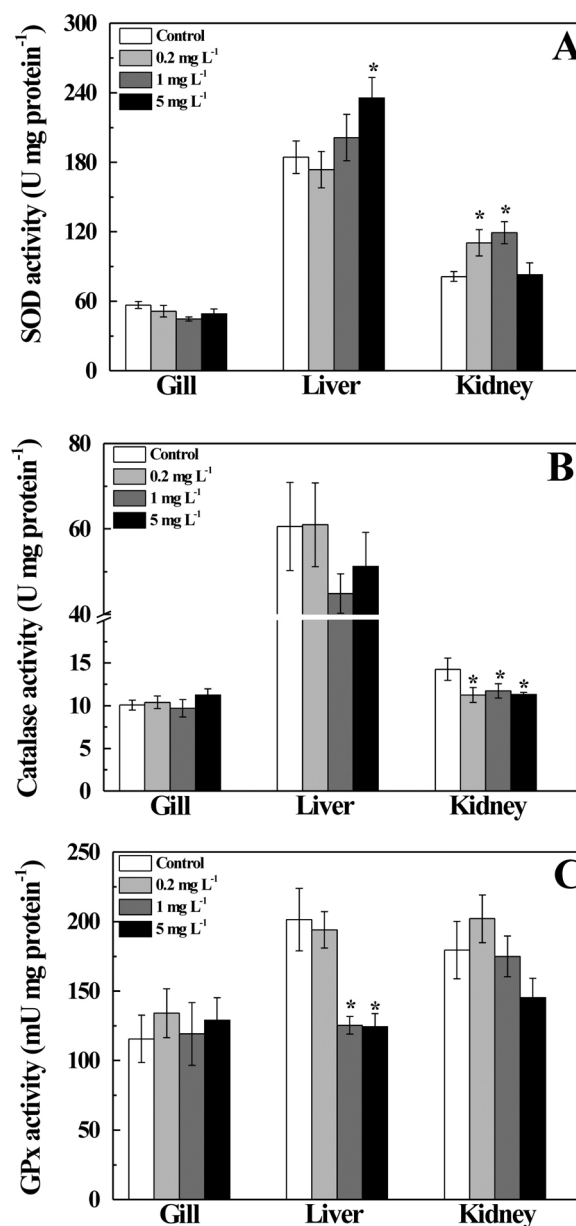 A
Control
0.2 mg L⁻¹
1 mg L⁻¹
5 mg L⁻¹
SOD activity (U mg protein⁻¹)
300
240
180
120
60
0
*
* *
Gill Liver Kidney
B
Control
0.2 mg L⁻¹
1 mg L⁻¹
5 mg L⁻¹
Catalase activity (U mg protein⁻¹)
80
60
40
15
10
5
0
* * *
Gill Liver Kidney
C
Control
0.2 mg L⁻¹
1 mg L⁻¹
5 mg L⁻¹
GPx activity (mU mg protein⁻¹)
250
200
150
100
50
0
* *
Gill Liver Kidney